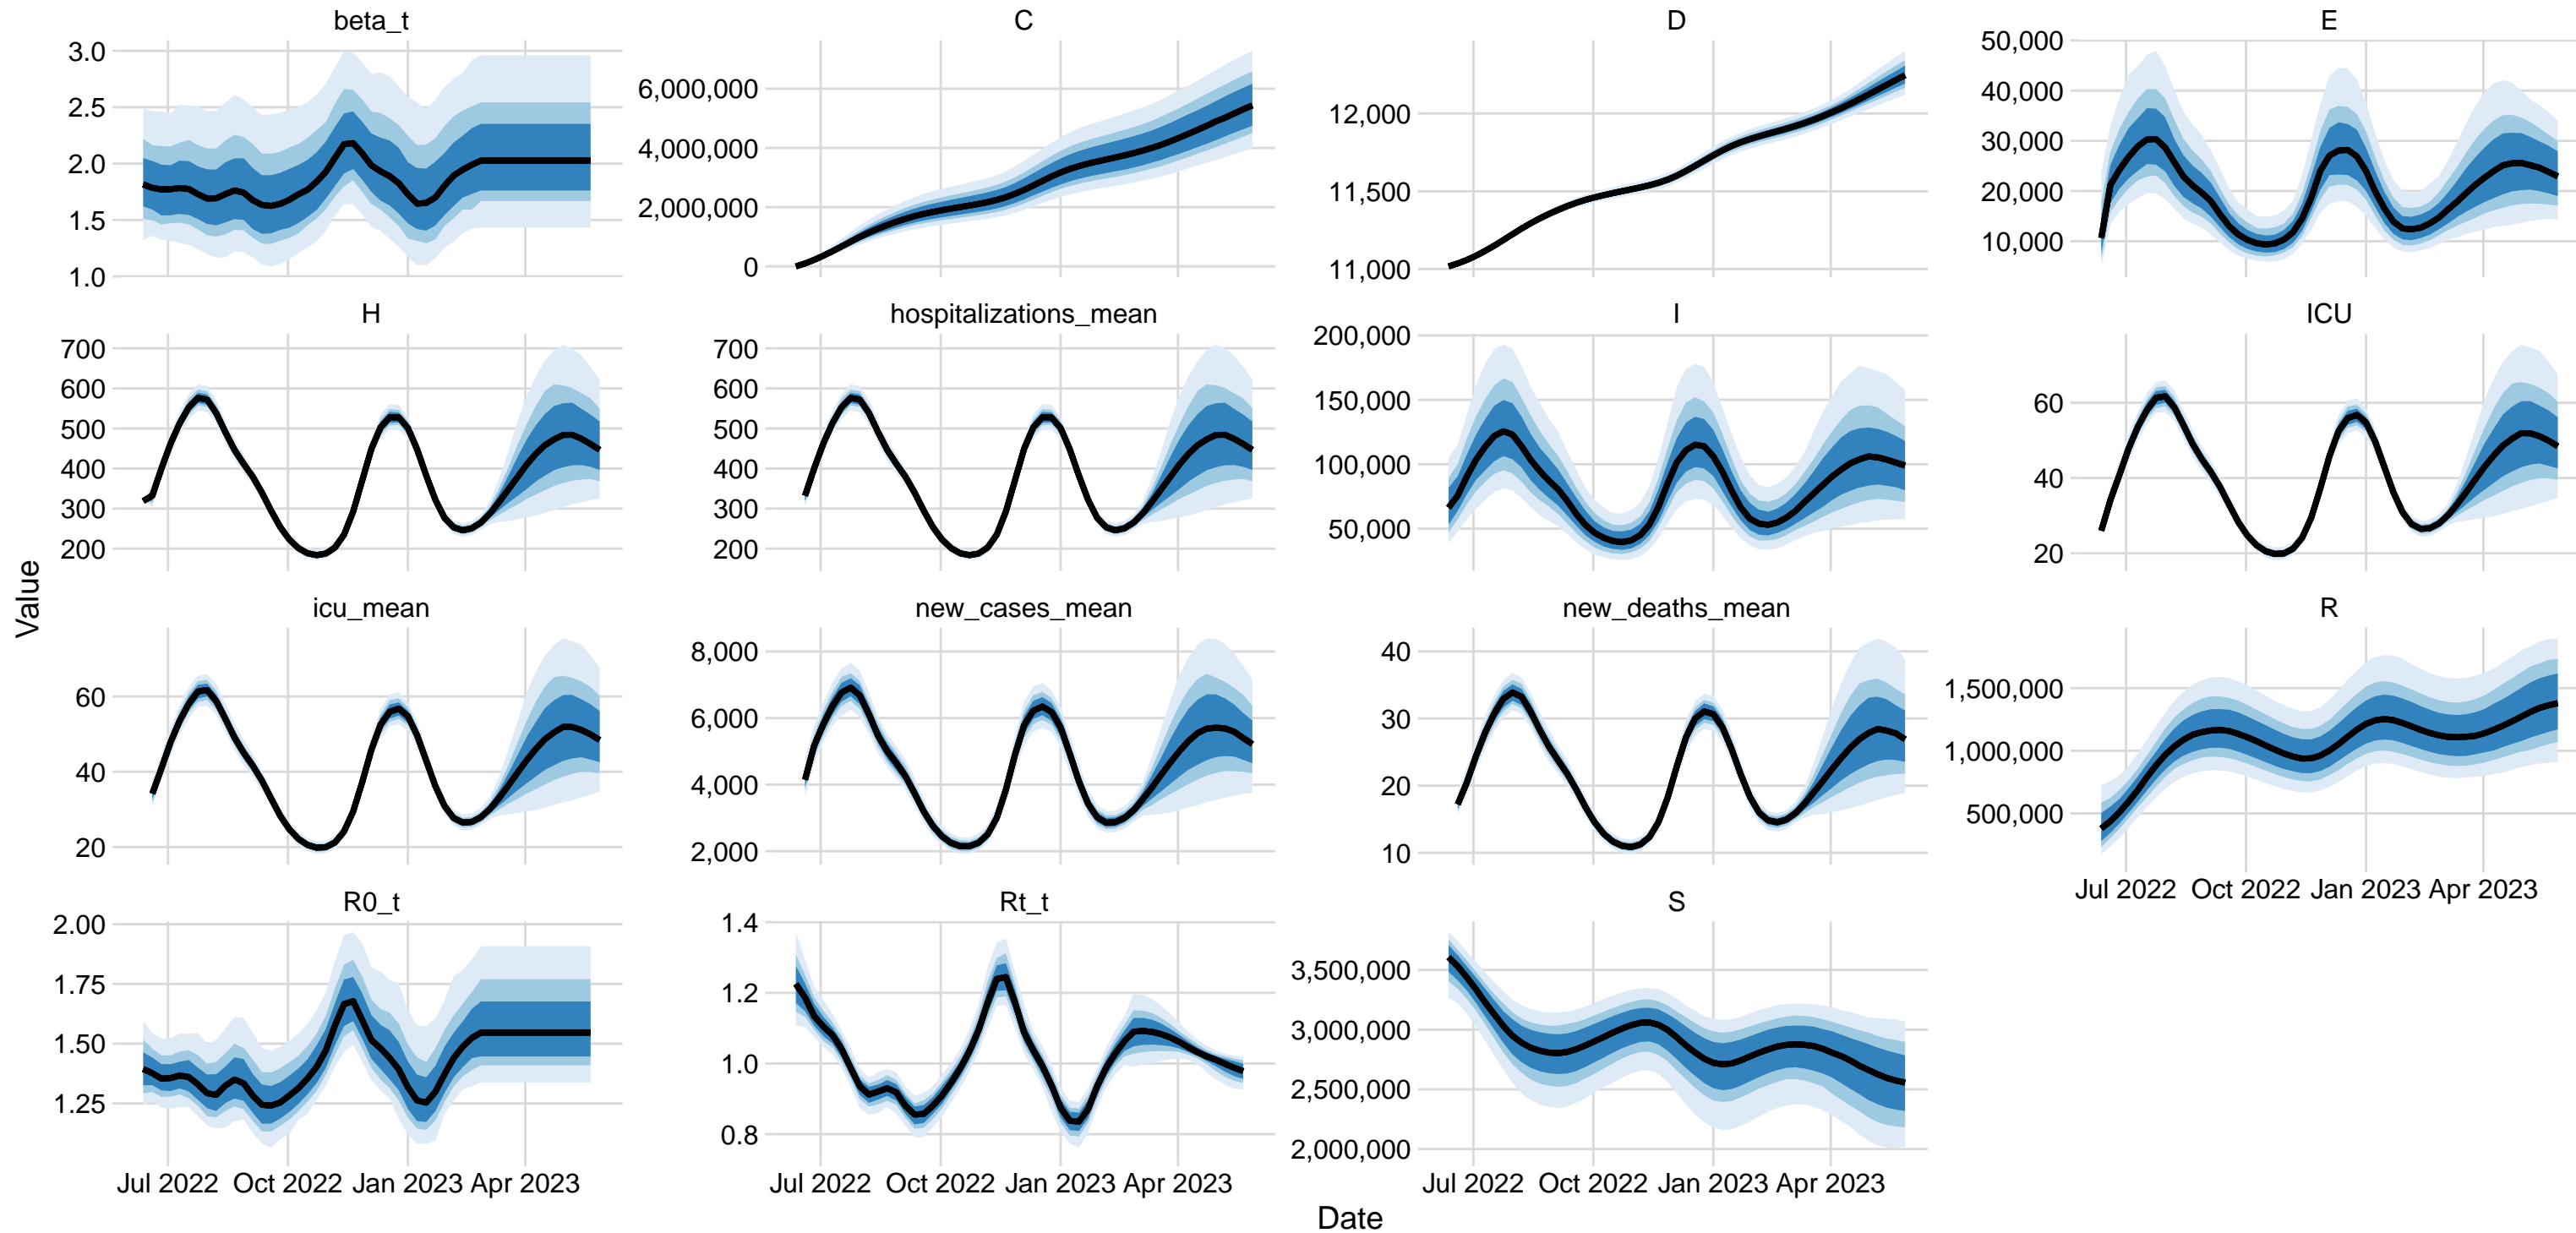 beta_t
C
D
E
3.0
2.5
2.0
1.5
1.0
6,000,000
4,000,000
2,000,000
0
12,000
11,500
11,000
50,000
40,000
30,000
20,000
10,000
H
hospitalizations_mean
I
ICU
700
600
500
400
300
200
700
600
500
400
300
200
200,000
150,000
100,000
50,000
60
40
20
Value
icu_mean
new_cases_mean
new_deaths_mean
R
60
40
20
8,000
6,000
4,000
2,000
40
30
20
10
1,500,000
1,000,000
500,000
Jul 2022 Oct 2022 Jan 2023 Apr 2023
R0_t
Rt_t
S
2.00
1.75
1.50
1.25
1.4
1.2
1.0
0.8
3,500,000
3,000,000
2,500,000
2,000,000
Jul 2022 Oct 2022 Jan 2023 Apr 2023
Jul 2022 Oct 2022 Jan 2023 Apr 2023
Jul 2022 Oct 2022 Jan 2023 Apr 2023
Date